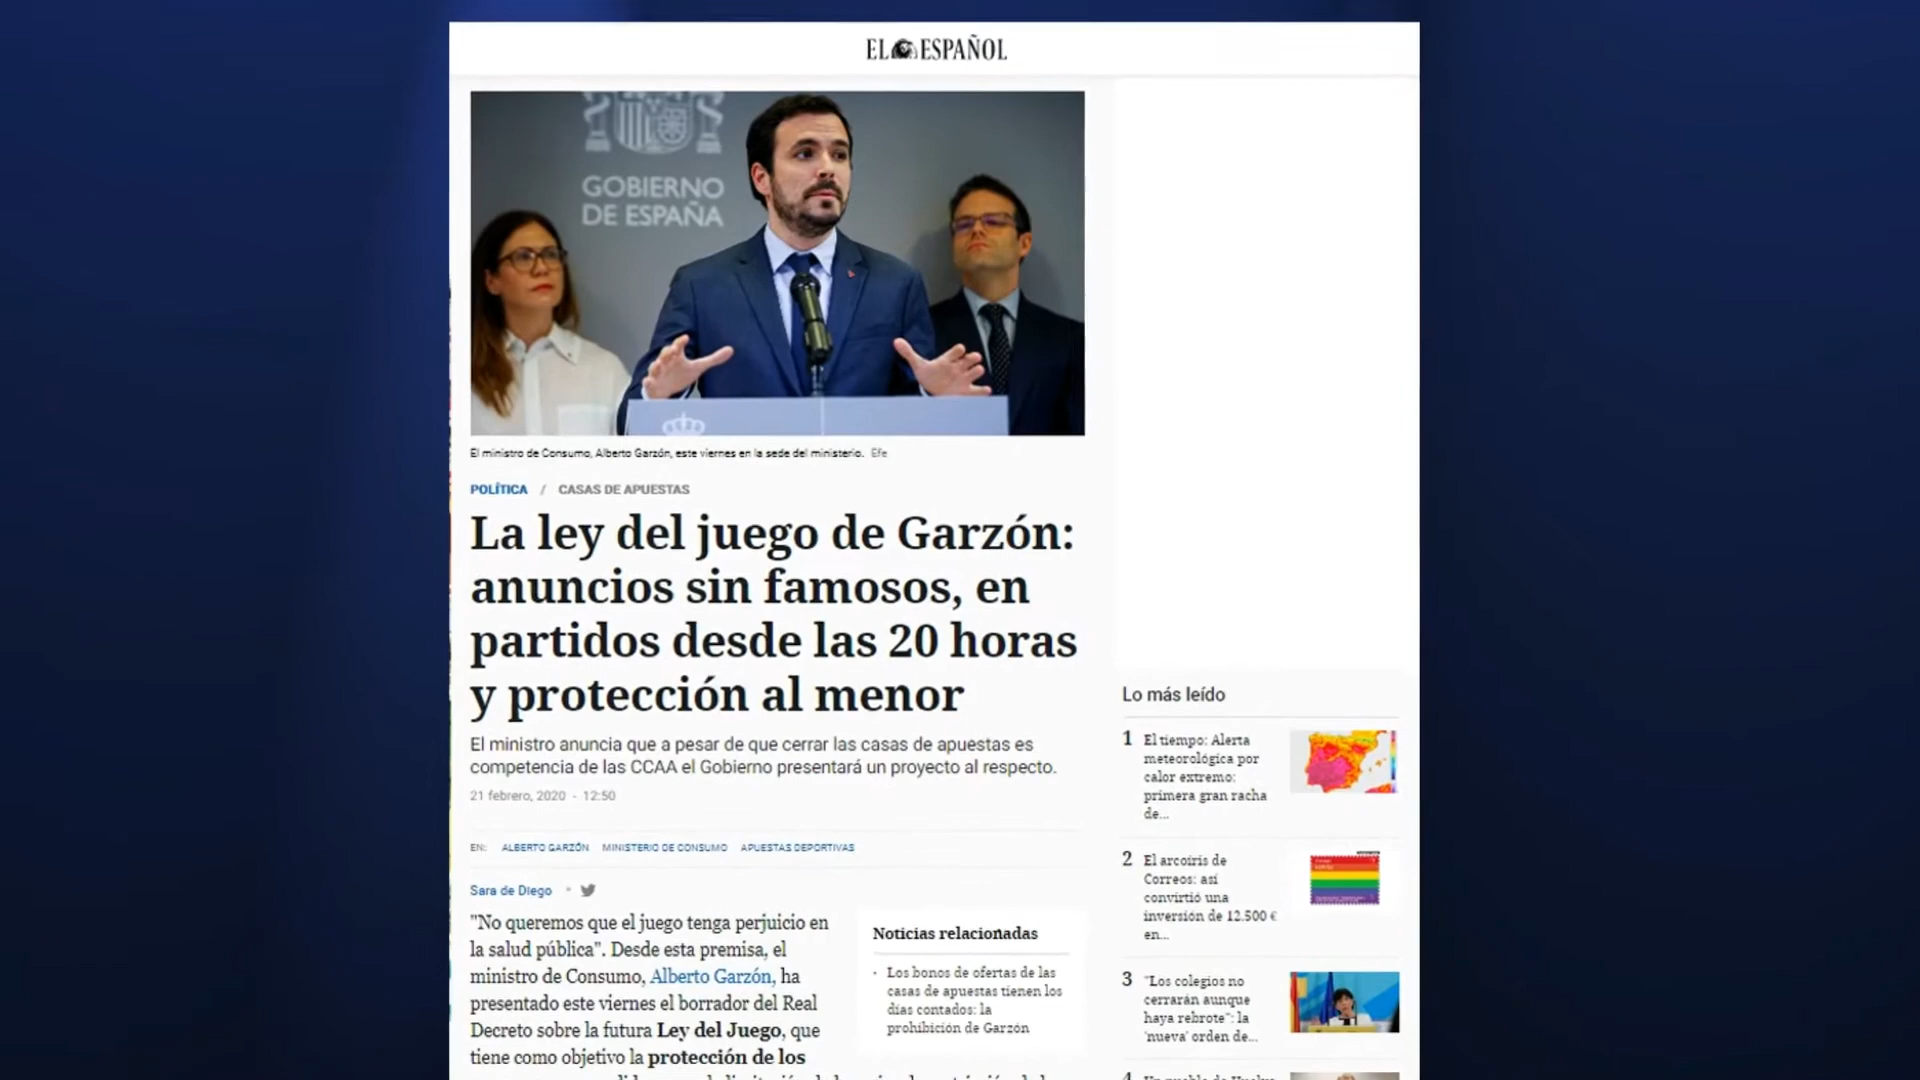 EL ESPAÑOL
GOBIERNO
DE ESPAÑA
El ministro de Consumo, Alberto Garzón, este viernes en la sede del ministerio. Efe
POLÍTICA / CASAS DE APUESTAS
La ley del juego de Garzón:
anuncios sin famosos, en
partidos desde las 20 horas
y protección al menor
El ministro anuncia que a pesar de que cerrar las casas de apuestas es
competencia de las CCAA el Gobierno presentará un proyecto al respecto.
21 febrero, 2020 - 12:50
EN: ALBERTO GARZÓN MINISTERIO DE CONSUMO APUESTAS DEPORTIVAS
Sara de Diego
"No queremos que el juego tenga perjuicio en
la salud pública". Desde esta premisa, el
ministro de Consumo, Alberto Garzón, ha
presentado este viernes el borrador del Real
Decreto sobre la futura Ley del Juego, que
tiene como objetivo la protección de los
Noticias relacionadas
· Los bonos de ofertas de las
casas de apuestas tienen los
días contados: la
prohibición de Garzón
Lo más leído
1 El tiempo: Alerta
meteorológica por
calor extremo:
primera gran racha
de...
2 El arcoíris de
Correos: así
convirtió una
inversión de 12.500 €
en...
3 "Los colegios no
cerrarán aunque
haya rebrote": la
'nueva' orden de...